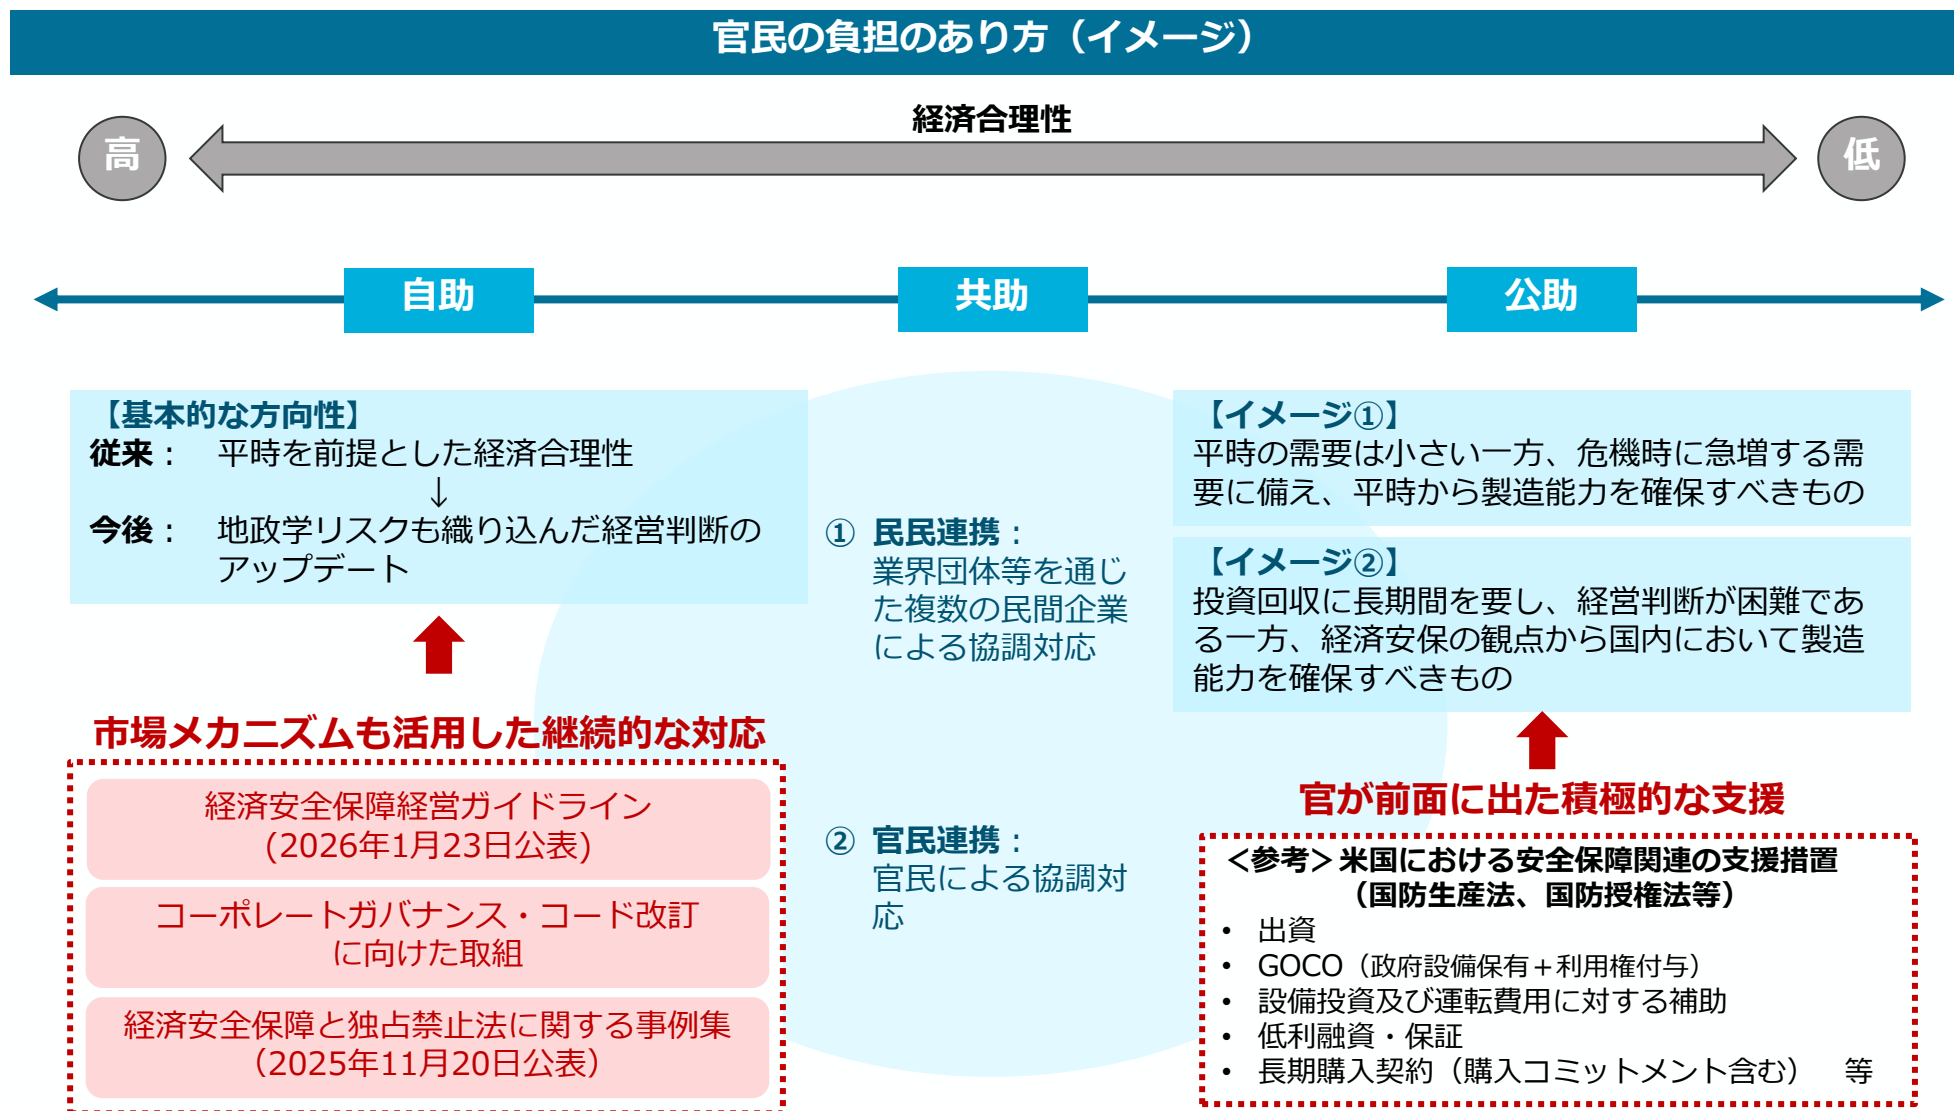 官民の負担のあり方（イメージ）
経済合理性
高
低
自助
共助
公助
【基本的な方向性】
従来： 平時を前提とした経済合理性
↓
今後： 地政学リスクも織り込んだ経営判断の
アップデート
市場メカニズムも活用した継続的な対応
経済安全保障経営ガイドライン
(2026年1月23日公表)
コーポレートガバナンス・コード改訂
に向けた取組
経済安全保障と独占禁止法に関する事例集
（2025年11月20日公表）
① 民民連携：
業界団体等を通じ
た複数の民間企業
による協調対応
② 官民連携：
官民による協調対
応
【イメージ①】
平時の需要は小さい一方、危機時に急増する需
要に備え、平時から製造能力を確保すべきもの
【イメージ②】
投資回収に長期間を要し、経営判断が困難であ
る一方、経済安保の観点から国内において製造
能力を確保すべきもの
官が前面に出た積極的な支援
＜参考＞米国における安全保障関連の支援措置
（国防生産法、国防授権法等）
• 出資
• GOCO（政府設備保有＋利用権付与）
• 設備投資及び運転費用に対する補助
• 低利融資・保証
• 長期購入契約（購入コミットメント含む） 等